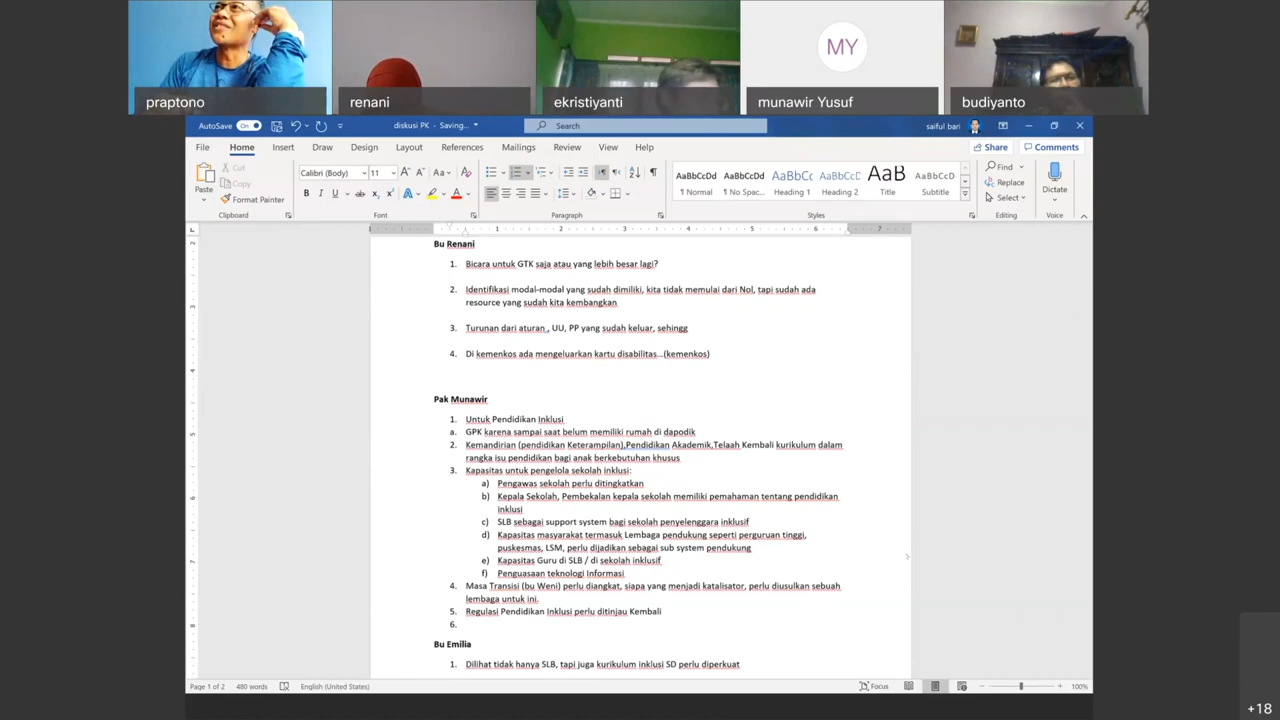 praptono
renani
ekristiyanti
MY
munawir Yusuf
budiyanto
AutoSave On
diskusi PK - Saving...
Search
saiful bari
File Home Insert Draw Design Layout References Mailings Review View Help
Share Comments
Paste
Cut
Copy
Format Painter
Clipboard
Calibri (Body) 11
Font
Paragraph
AaBbCcDd AaBbCcDd AaBbCc AaBbCcD AaB AaBbCcD
¶ Normal ¶ No Spac... Heading 1 Heading 2 Title Subtitle
Styles
Find
Replace
Select
Editing
Dictate
Voice
Bu Renani
1. Bicara untuk GTK saja atau yang lebih besar lagi?
2. Identifikasi modal-modal yang sudah dimiliki, kita tidak memulai dari Nol, tapi sudah ada
resource yang sudah kita kembangkan
3. Turunan dari aturan , UU, PP yang sudah keluar, sehingg
4. Di kemenkos ada mengeluarkan kartu disabilitas...(kemenkos)
Pak Munawir
1. Untuk Pendidikan Inklusi
a. GPK karena sampai saat belum memiliki rumah di dapodik
2. Kemandirian (pendidikan Keterampilan),Pendidikan Akademik,Telaah Kembali kurikulum dalam
rangka isu pendidikan bagi anak berkebutuhan khusus
3. Kapasitas untuk pengelola sekolah inklusi:
a) Pengawas sekolah perlu ditingkatkan
b) Kepala Sekolah, Pembekalan kepala sekolah memiliki pemahaman tentang pendidikan
inklusi
c) SLB sebagai support system bagi sekolah penyelenggara inklusif
d) Kapasitas masyarakat termasuk Lembaga pendukung seperti perguruan tinggi,
puskesmas, LSM, perlu dijadikan sebagai sub system pendukung
e) Kapasitas Guru di SLB / di sekolah inklusif
f) Penguasaan teknologi Informasi
4. Masa Transisi (bu Weni) perlu diangkat, siapa yang menjadi katalisator, perlu diusulkan sebuah
lembaga untuk ini.
5. Regulasi Pendidikan Inklusi perlu ditinjau Kembali
6.
Bu Emilia
1. Dilihat tidak hanya SLB, tapi juga kurikulum inklusi SD perlu diperkuat
Page 1 of 2 480 words English (United States) Focus 100%
+18